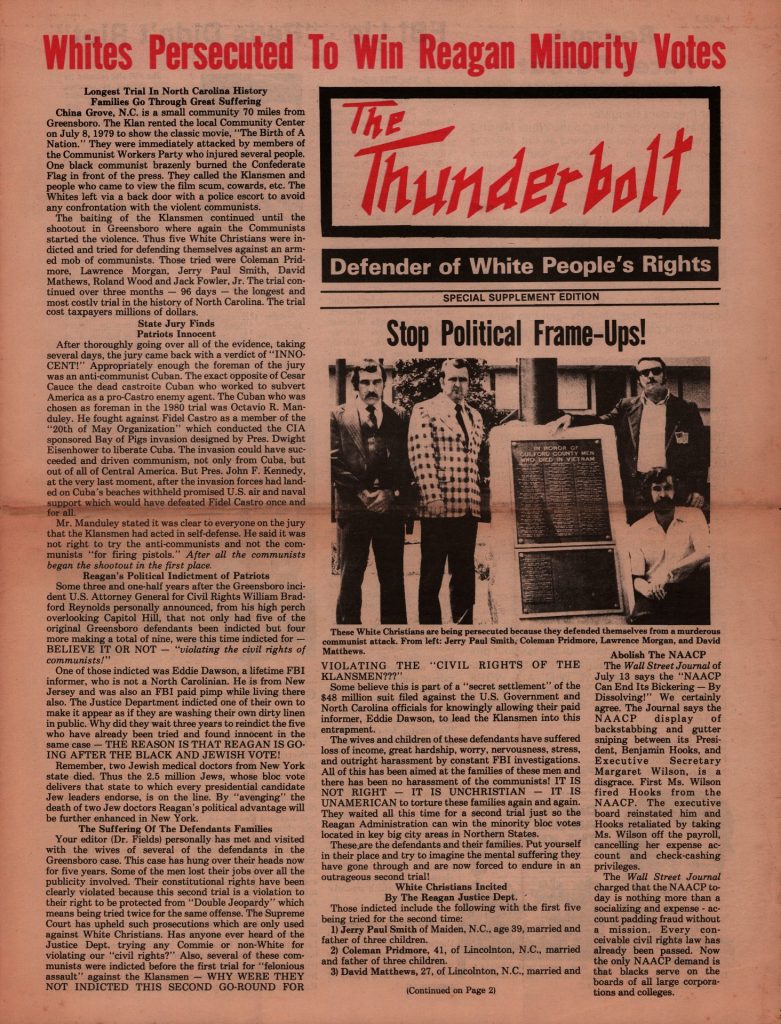 Whites Persecuted To Win Reagan Minority Votes
Longest Trial In North Carolina History
Families Go Through Great Suffering
China Grove, N.C. is a small community 70 miles from
Greensboro. The Klan rented the local Community Center
on July 8, 1979 to show the classic movie, "The Birth of A
Nation." They were immediately attacked by members of
the Communist Workers Party who injured several people.
One black communist brazenly burned the Confederate
Flag in front of the press. They called the Klansmen and
people who came to view the film scum, cowards, etc. The
Whites left via a back door with a police escort to avoid
any confrontation with the violent communists.
The baiting of the Klansmen continued until the
shootout in Greensboro where again the Communists
started the violence. Thus five White Christians were in-
dicted and tried for defending themselves against an arm-
ed mob of communists. Those tried were Coleman Prid-
more, Lawrence Morgan, Jerry Paul Smith, David
Mathews, Roland Wood and Jack Fowler, Jr. The trial con-
tinued over three months — 96 days — the longest and
most costly trial in the history of North Carolina. The trial
cost taxpayers millions of dollars.
State Jury Finds
Patriots Innocent
After thoroughly going over all of the evidence, taking
several days, the jury came back with a verdict of "INNO-
CENT!" Appropriately enough the foreman of the jury
was an anti-communist Cuban. The exact opposite of Cesar
Cauce the dead castroite Cuban who worked to subvert
America as a pro-Castro enemy agent. The Cuban who was
chosen as foreman in the 1980 trial was Octavio R. Man-
duley. He fought against Fidel Castro as a member of the
"20th of May Organization" which conducted the CIA
sponsored Bay of Pigs invasion designed by Pres. Dwight
Eisenhower to liberate Cuba. The invasion could have suc-
ceeded and driven communism, not only from Cuba, but
out of all of Central America. But Pres. John F. Kennedy,
at the very last moment, after the invasion forces had land-
ed on Cuba's beaches withheld promised U.S. air and naval
support which would have defeated Fidel Castro once and
for all.
Mr. Manduley stated it was clear to everyone on the jury
that the Klansmen had acted in self-defense. He said it was
not right to try the anti-communists and not the com-
munists "for firing pistols." After all the communists
began the shootout in the first place.
Reagan's Political Indictment of Patriots
Some three and one-half years after the Greensboro inci-
dent U.S. Attorney General for Civil Rights William Brad-
ford Reynolds personally announced, from his high perch
overlooking Capitol Hill, that not only had five of the
original Greensboro defendants been indicted but four
more making a total of nine, were this time indicted for —
BELIEVE IT OR NOT — "violating the civil rights of
communists!"
One of those indicted was Eddie Dawson, a lifetime FBI
informer, who is not a North Carolinian. He is from New
Jersey and was also an FBI paid pimp while living there
also. The Justice Department indicted one of their own to
make it appear as if they are washing their own dirty linen
in public. Why did they wait three years to reindict the five
who have already been tried and found innocent in the
same case — THE REASON IS THAT REAGAN IS GO-
ING AFTER THE BLACK AND JEWISH VOTE!
Remember, two Jewish medical doctors from New York
state died. Thus the 2.5 million Jews, whose bloc vote
delivers that state to which every presidential candidate
Jew leaders endorse, is on the line. By "avenging" the
death of two Jew doctors Reagan's political advantage will
be further enhanced in New York.
The Suffering Of The Defendants Families
Your editor (Dr. Fields) personally has met and visited
with the wives of several of the defendants in the
Greensboro case. This case has hung over their heads now
for five years. Some of the men lost their jobs over all the
publicity involved. Their constitutional rights have been
clearly violated because this second trial is a violation to
their right to be protected from "Double Jeopardy" which
means being tried twice for the same offense. The Supreme
Court has upheld such prosecutions which are only used
against White Christians. Has anyone ever heard of the
Justice Dept. trying any Commie or non-White for
violating our "civil rights?" Also, several of these com-
munists were indicted before the first trial for "felonious
assault" against the Klansmen — WHY WERE THEY
NOT INDICTED THIS SECOND GO-ROUND FOR
The
Thunderbolt
Defender of White People's Rights
SPECIAL SUPPLEMENT EDITION
Stop Political Frame-Ups!
IN HONOR OF
GUILFORD COUNTY MEN
WHO DIED IN VIETNAM
These White Christians are being persecuted because they defended themselves from a murderous
communist attack. From left: Jerry Paul Smith, Coleman Pridmore, Lawrence Morgan, and David
Matthews.
VIOLATING THE "CIVIL RIGHTS OF THE
KLANSMEN???"
Some believe this is part of a "secret settlement" of the
$48 million suit filed against the U.S. Government and
North Carolina officials for knowingly allowing their paid
informer, Eddie Dawson, to lead the Klansmen into this
entrapment.
The wives and children of these defendants have suffered
loss of income, great hardship, worry, nervousness, stress,
and outright harassment by constant FBI investigations.
All of this has been aimed at the families of these men and
there has been no harassment of the communists! IT IS
NOT RIGHT — IT IS UNCHRISTIAN — IT IS
UNAMERICAN to torture these families again and again.
They waited all this time for a second trial just so the
Reagan Administration can win the minority bloc votes
located in key big city areas in Northern States.
These are the defendants and their families. Put yourself
in their place and try to imagine the mental suffering they
have gone through and are now forced to endure in an
outrageous second trial!
White Christians Incited
By The Reagan Justice Dept.
Those indicted include the following with the first five
being tried for the second time:
1) Jerry Paul Smith of Maiden, N.C., age 39, married and
father of three children.
2) Coleman Pridmore, 41, of Lincolnton, N.C., married
and father of three children.
3) David Matthews, 27, of Lincolnton, N.C., married and
(Continued on Page 2)
Abolish The NAACP
The Wall Street Journal of
July 13 says the "NAACP
Can End Its Bickering — By
Dissolving!" We certainly
agree. The Journal says the
NAACP display of
backstabbing and gutter
sniping between its Presi-
dent, Benjamin Hooks, and
Executive Secretary
Margaret Wilson, is a
disgrace. First Ms. Wilson
fired Hooks from the
NAACP. The executive
board reinstated him and
Hooks retaliated by taking
Ms. Wilson off the payroll,
cancelling her expense ac-
count and check-cashing
privileges.
The Wall Street Journal
charged that the NAACP to-
day is nothing more than a
socializing and expense - ac-
count padding fraud without
a mission. Every con-
ceivable civil rights law has
already been passed. Now
the only NAACP demand is
that blacks serve on the
boards of all large corpora-
tions and colleges.